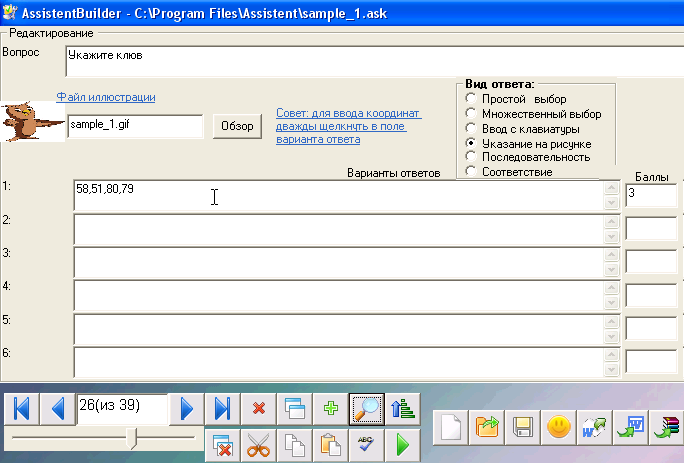 AssistentBuilder - C:\Program Files\Assistent\sample_1.ask
Редактирование
Вопрос
Укажите клюв
Файл иллюстрации
sample_1.gif
Обзор
Совет: для ввода координат
дважды щелкнуть в поле
варианта ответа
Вид ответа:
Простой выбор
Множественный выбор
Ввод с клавиатуры
Указание на рисунке
Последовательность
Соответствие
Варианты ответов
Баллы
1:
58,51,80,79
3
2:
3:
4:
5:
6:
26(из 39)
ABC
W
W